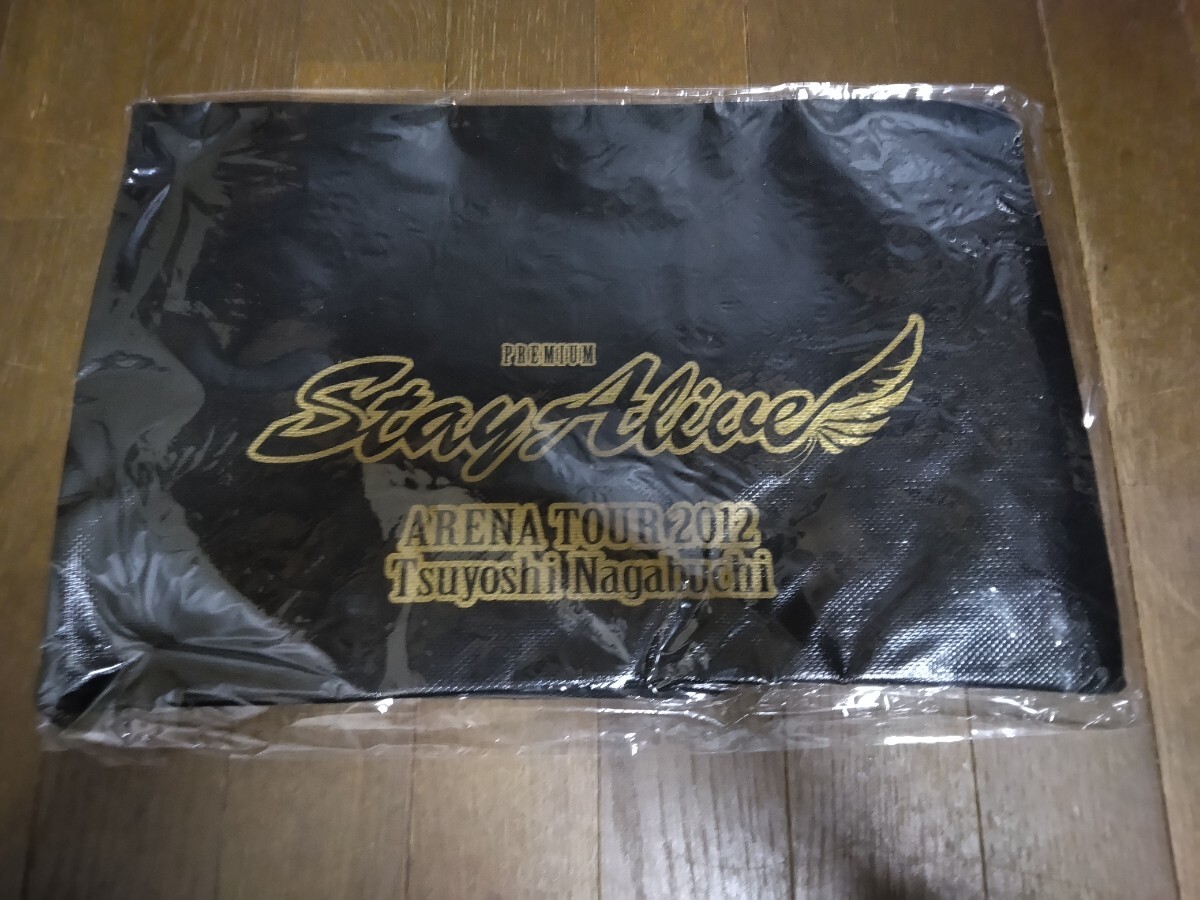 PREMIUM
Stay Alive
ARENA TOUR 2012
Tsuyoshi Nagabuchi